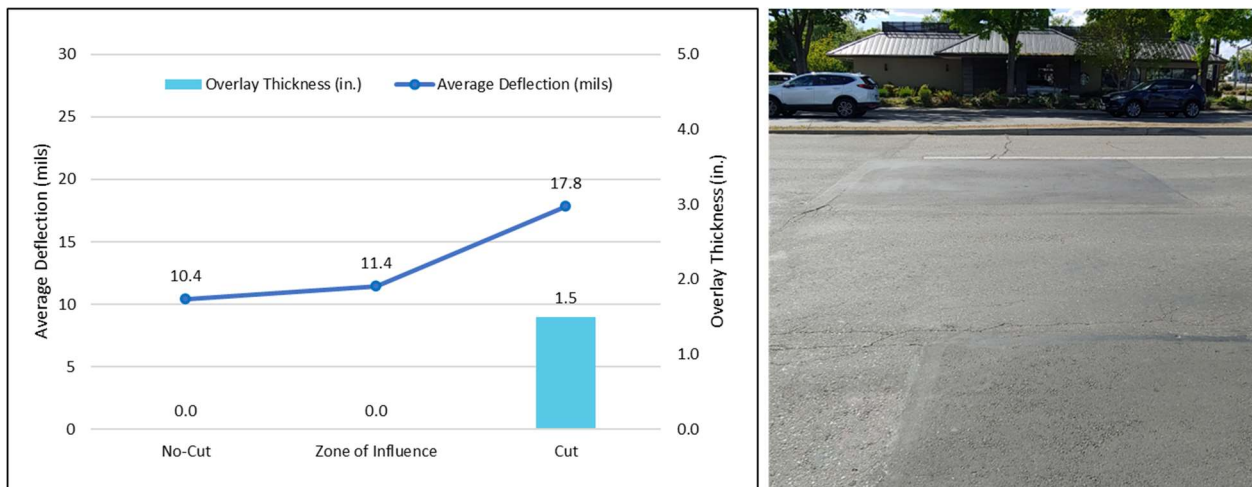 30
25
20
15
10
5
0
Average Deflection (mils)
Overlay Thickness (in.)
Average Deflection (mils)
10.4
11.4
17.8
0.0
0.0
1.5
No-Cut
Zone of Influence
Cut
5.0
4.0
3.0
2.0
1.0
0.0
Overlay Thickness (in.)